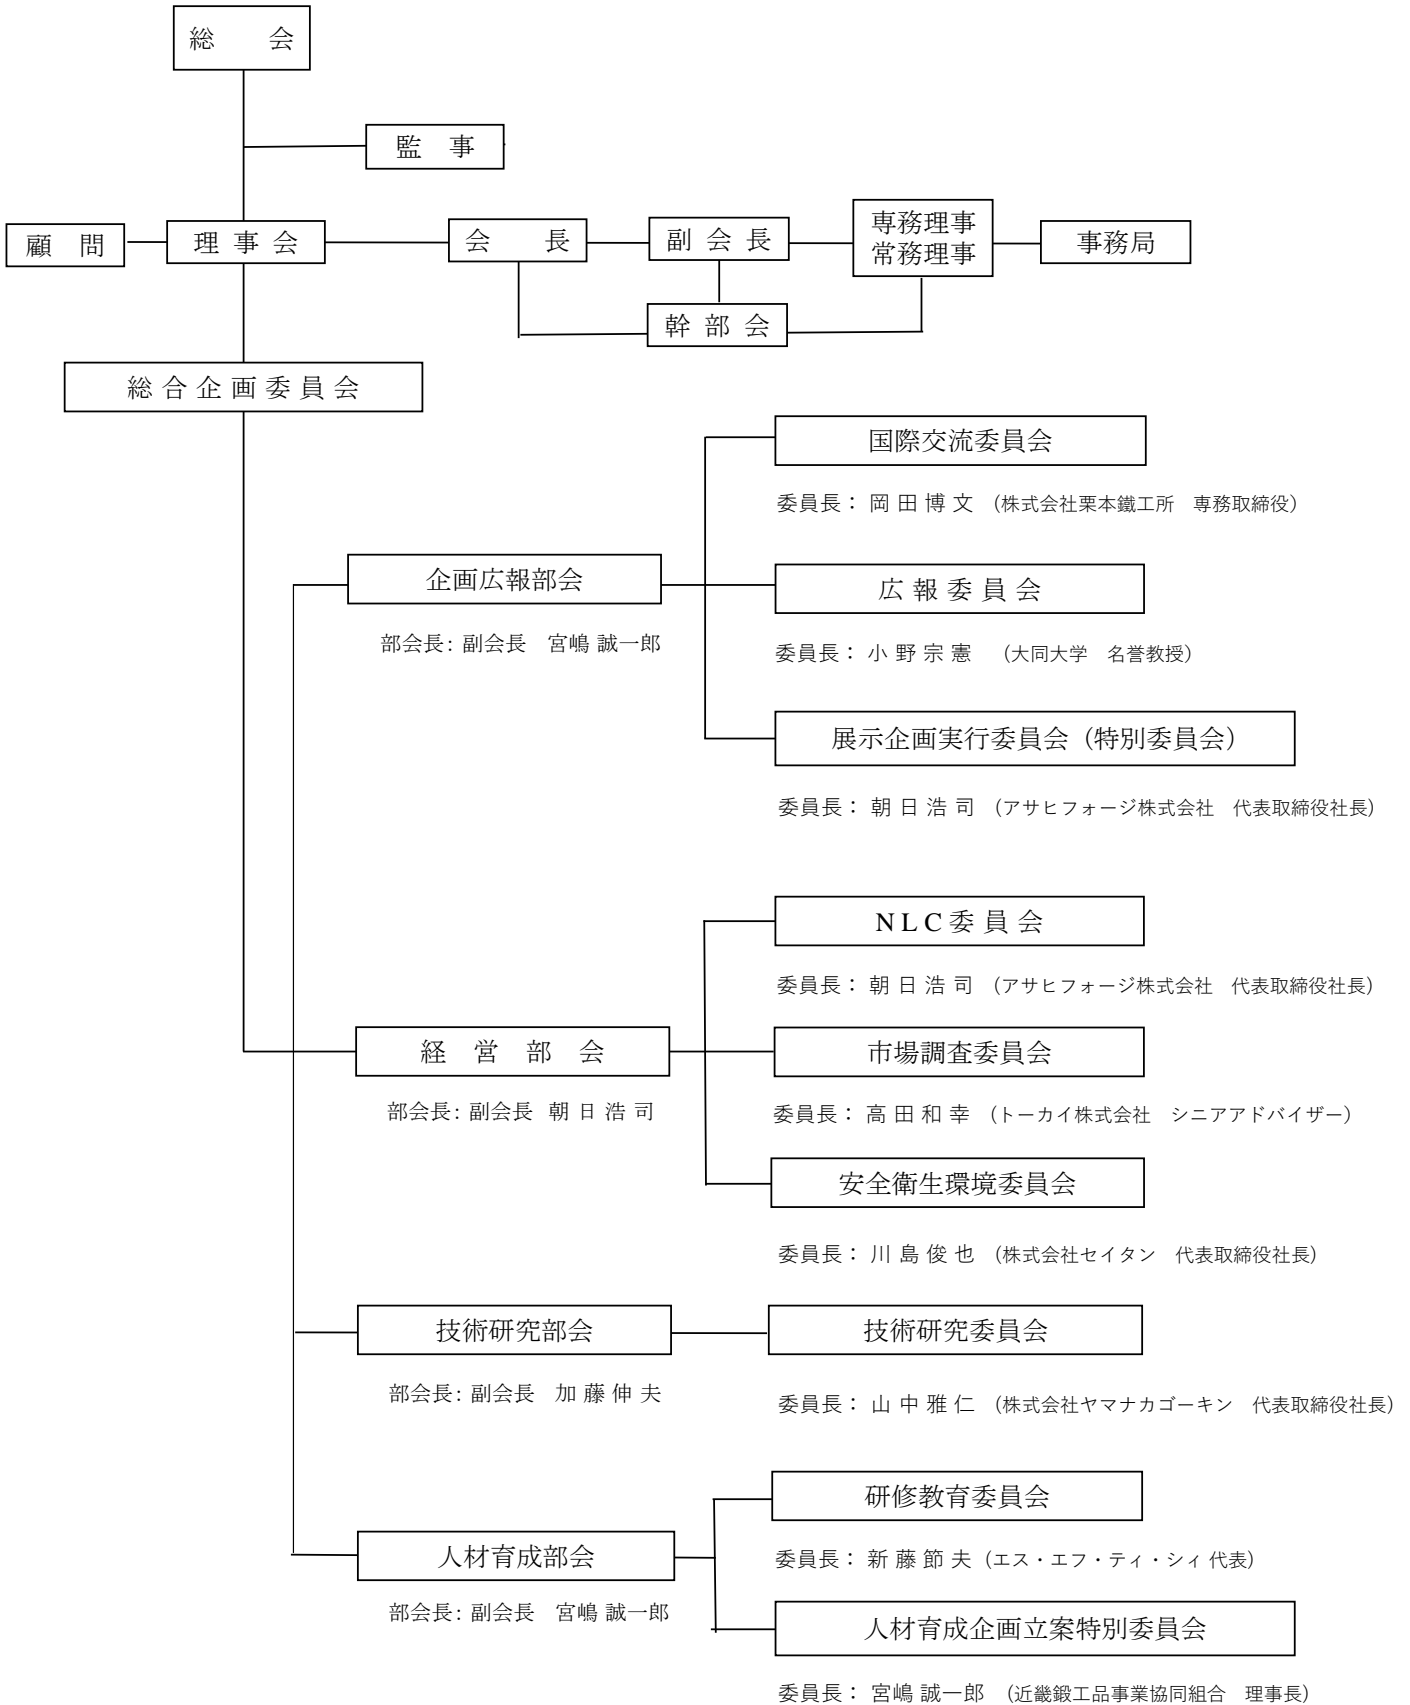 総　会
監　事
顧　問
理 事 会
会　長
副 会 長
専務理事
常務理事
事務局
幹 部 会
総 合 企 画 委 員 会
国際交流委員会
委員長： 岡 田 博 文 （株式会社栗本鐵工所　専務取締役）
企画広報部会
部会長: 副会長　宮嶋 誠一郎
広 報 委 員 会
委員長： 小 野 宗 憲 （大同大学　名誉教授）
展示企画実行委員会（特別委員会）
委員長： 朝 日 浩 司 （アサヒフォージ株式会社　代表取締役社長）
N L C 委 員 会
委員長： 朝 日 浩 司 （アサヒフォージ株式会社　代表取締役社長）
経　営　部　会
部会長: 副会長 朝 日 浩 司
市場調査委員会
委員長： 高 田 和 幸 （トーカイ株式会社　シニアアドバイザー）
安全衛生環境委員会
委員長： 川 島 俊 也 （株式会社セイタン　代表取締役社長）
技術研究部会
部会長: 副会長　加 藤 伸 夫
技術研究委員会
委員長： 山 中 雅 仁 （株式会社ヤマナカゴーキン　代表取締役社長）
研修教育委員会
委員長： 新 藤 節 夫（エス・エフ・ティ・シィ 代表）
人材育成部会
部会長: 副会長　宮嶋 誠一郎
人材育成企画立案特別委員会
委員長： 宮嶋 誠一郎 （近畿鍛工品事業協同組合　理事長）